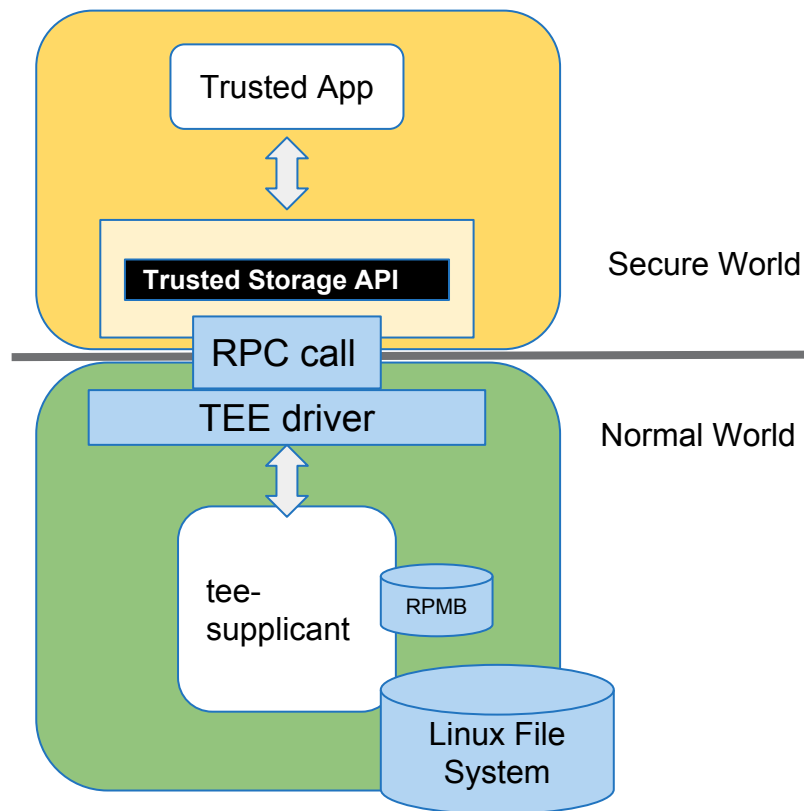 Trusted App
Trusted Storage API
Secure World
RPC call
TEE driver
Normal World
tee-
supplicant
RPMB
Linux File
System